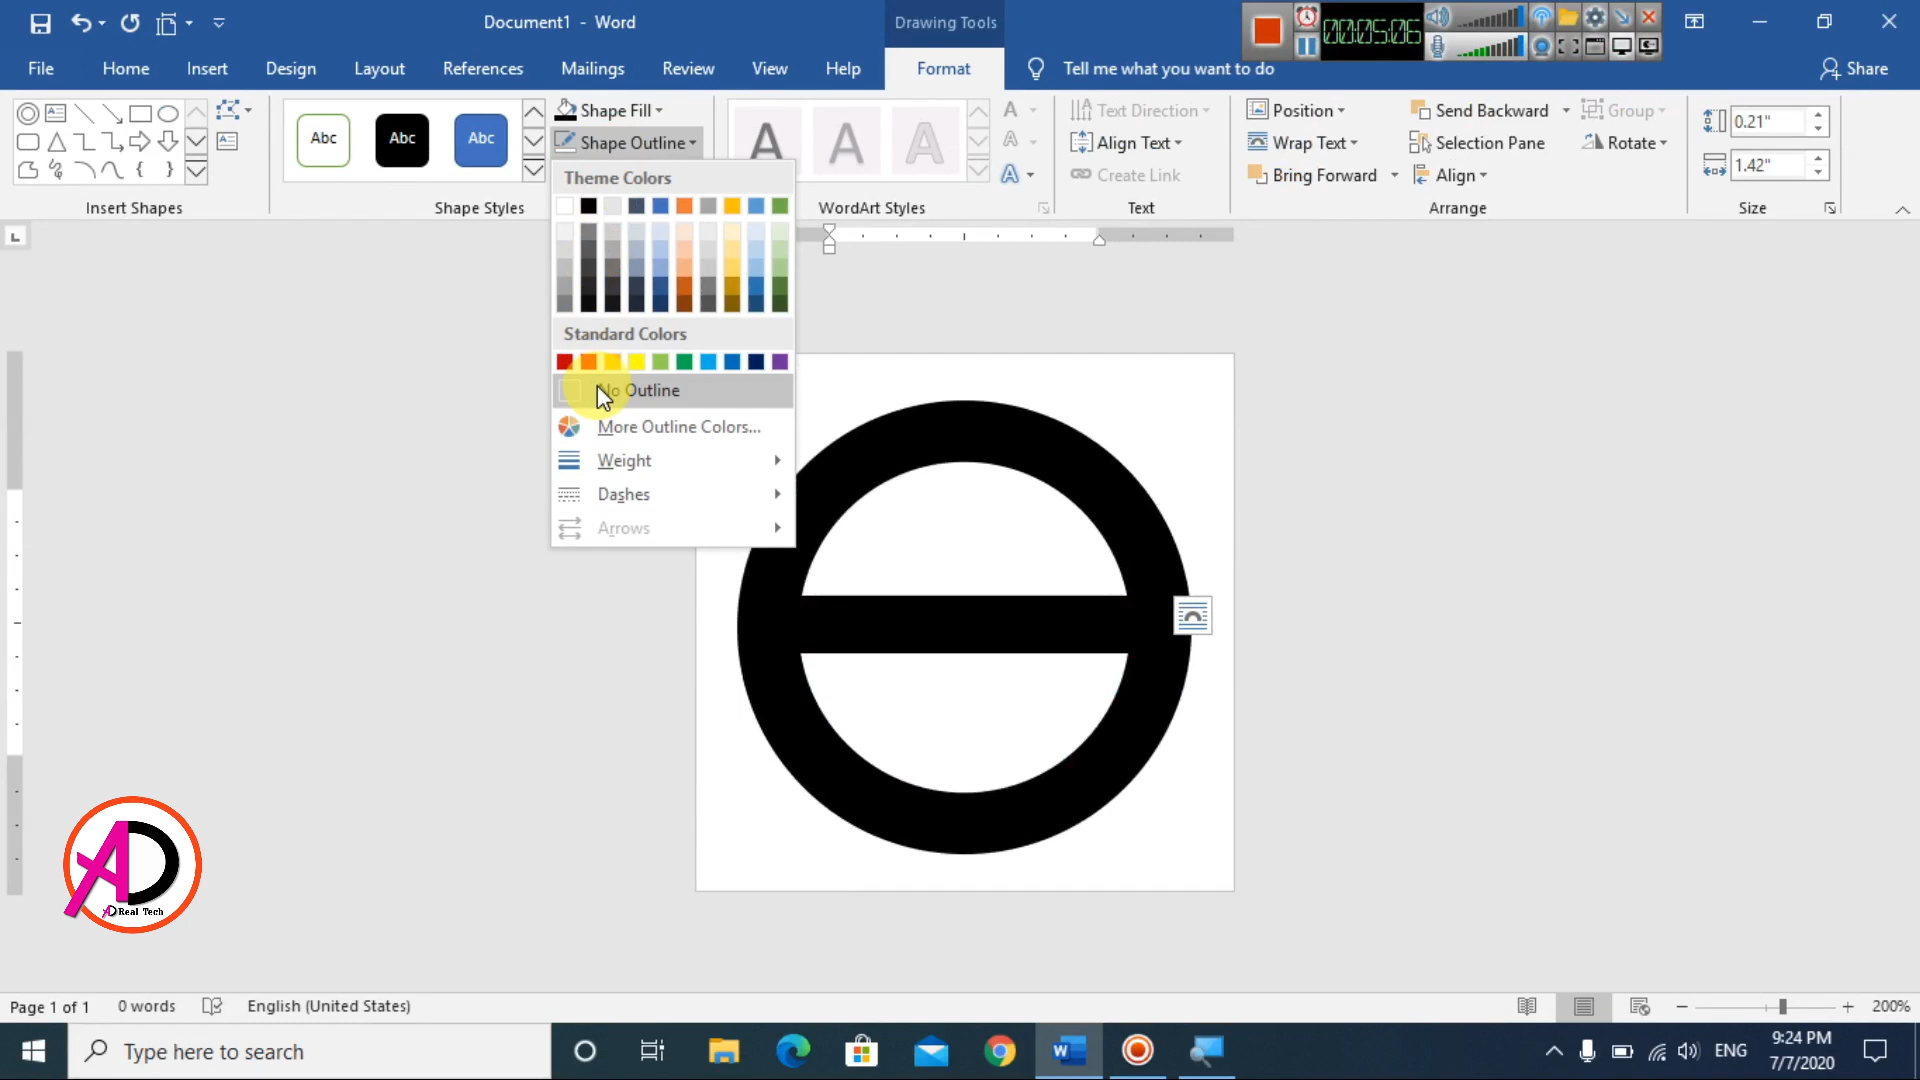 Document1 - Word
Drawing Tools
00:05:06
File Home Insert Design Layout References Mailings Review View Help Format Tell me what you want to do Share
Abc Abc Abc
Shape Fill
Shape Outline
A A A
Text Direction
Align Text
Create Link
Position
Wrap Text
Bring Forward
Send Backward
Selection Pane
Align
Group
Rotate
0.21"
1.42"
Insert Shapes Shape Styles WordArt Styles Text Arrange Size
Theme Colors
Standard Colors
No Outline
More Outline Colors...
Weight
Dashes
Arrows
AD
AD Real Tech
Page 1 of 1 0 words English (United States) 200%
Type here to search
ENG
9:24 PM
7/7/2020